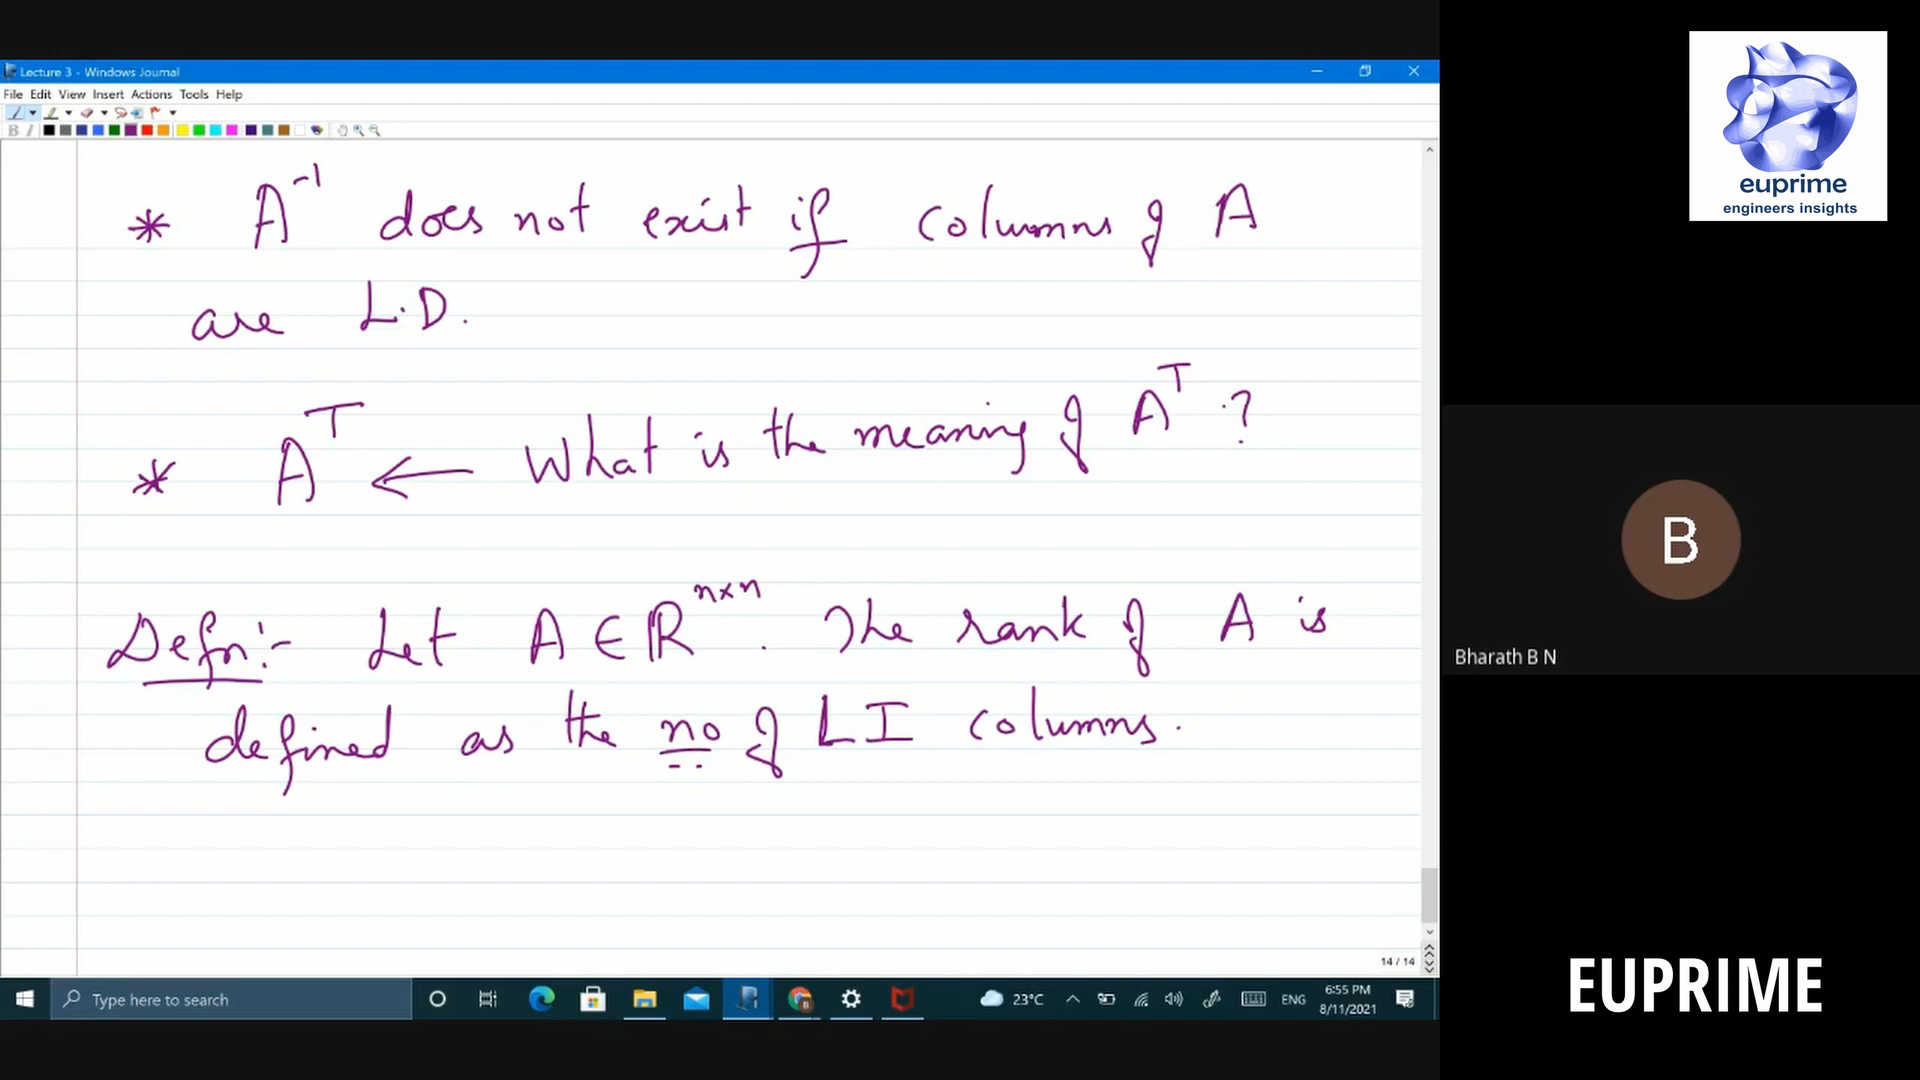 Lecture 3 - Windows Journal
File Edit View Insert Actions Tools Help
B I
* A⁻¹ does not exist if columns of A
are L.D.
* Aᵀ ← What is the meaning of Aᵀ ?
Defn:- Let A ∈ ℝⁿˣⁿ. The rank of A is
defined as the no of LI columns.
14 / 14
Type here to search
23°C
ENG
6:55 PM
8/11/2021
euprime
engineers insights
B
Bharath B N
EUPRIME